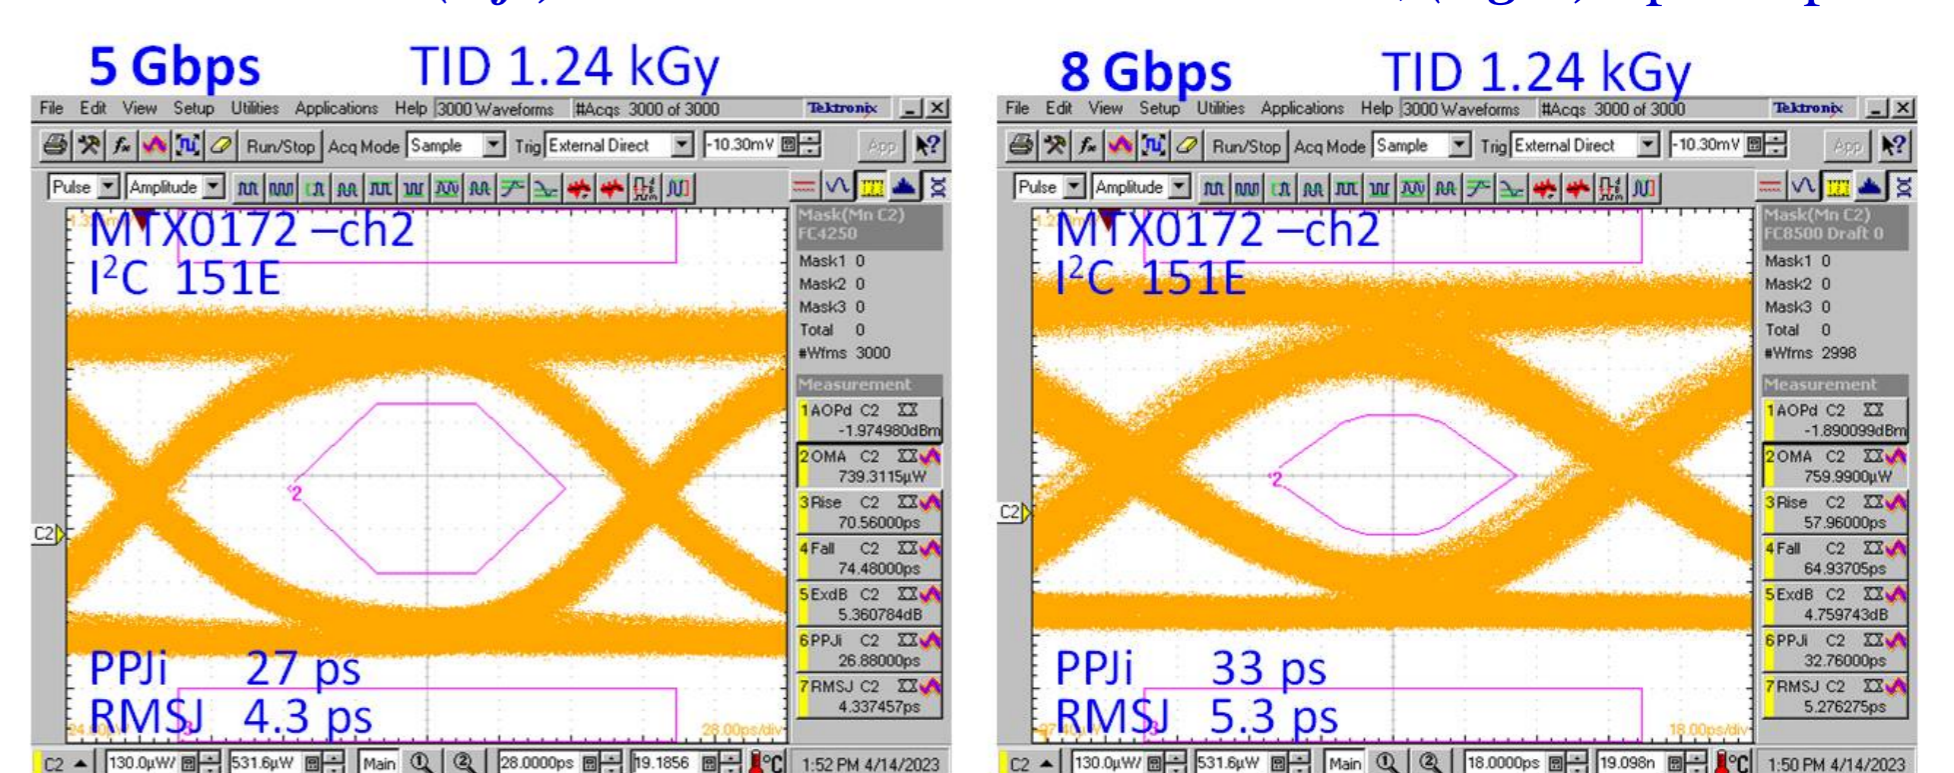 5 Gbps TID 1.24 kGy
File Edit View Setup Utilities Applications Help 3000 Waveforms #Acqs 3000 of 3000 Tektronix
Run/Stop Acq Mode Sample Trig External Direct -10.30mV App
Pulse Amplitude
MTX0172 –ch2
I²C 151E
PPJi 27 ps
RMSJ 4.3 ps
28.00ps/div
Mask(Mn C2)
FC4250
Mask1 0
Mask2 0
Mask3 0
Total 0
#Wfms 3000
Measurement
1 AOPd C2
-1.974980dBm
2 OMA C2
739.3115µW
3 Rise C2
70.56000ps
4 Fall C2
74.48000ps
5 ExdB C2
5.360784dB
6 PPJi C2
26.88000ps
7 RMSJ C2
4.337457ps
2
C2
C2 130.0µW/ 531.6µW Main 1 2 28.0000ps 19.1856 °C 1:52 PM 4/14/2023
8 Gbps TID 1.24 kGy
File Edit View Setup Utilities Applications Help 3000 Waveforms #Acqs 3000 of 3000 Tektronix
Run/Stop Acq Mode Sample Trig External Direct -10.30mV App
Pulse Amplitude
MTX0172 –ch2
I²C 151E
PPJi 33 ps
RMSJ 5.3 ps
18.00ps/div
Mask(Mn C2)
FC8500 Draft 0
Mask1 0
Mask2 0
Mask3 0
Total 0
#Wfms 2998
Measurement
1 AOPd C2
-1.890099dBm
2 OMA C2
759.9900µW
3 Rise C2
57.96000ps
4 Fall C2
64.93705ps
5 ExdB C2
4.759743dB
6 PPJi C2
32.76000ps
7 RMSJ C2
5.276275ps
2
C2
C2 130.0µW/ 531.6µW Main 1 2 18.0000ps 19.098n °C 1:50 PM 4/14/2023